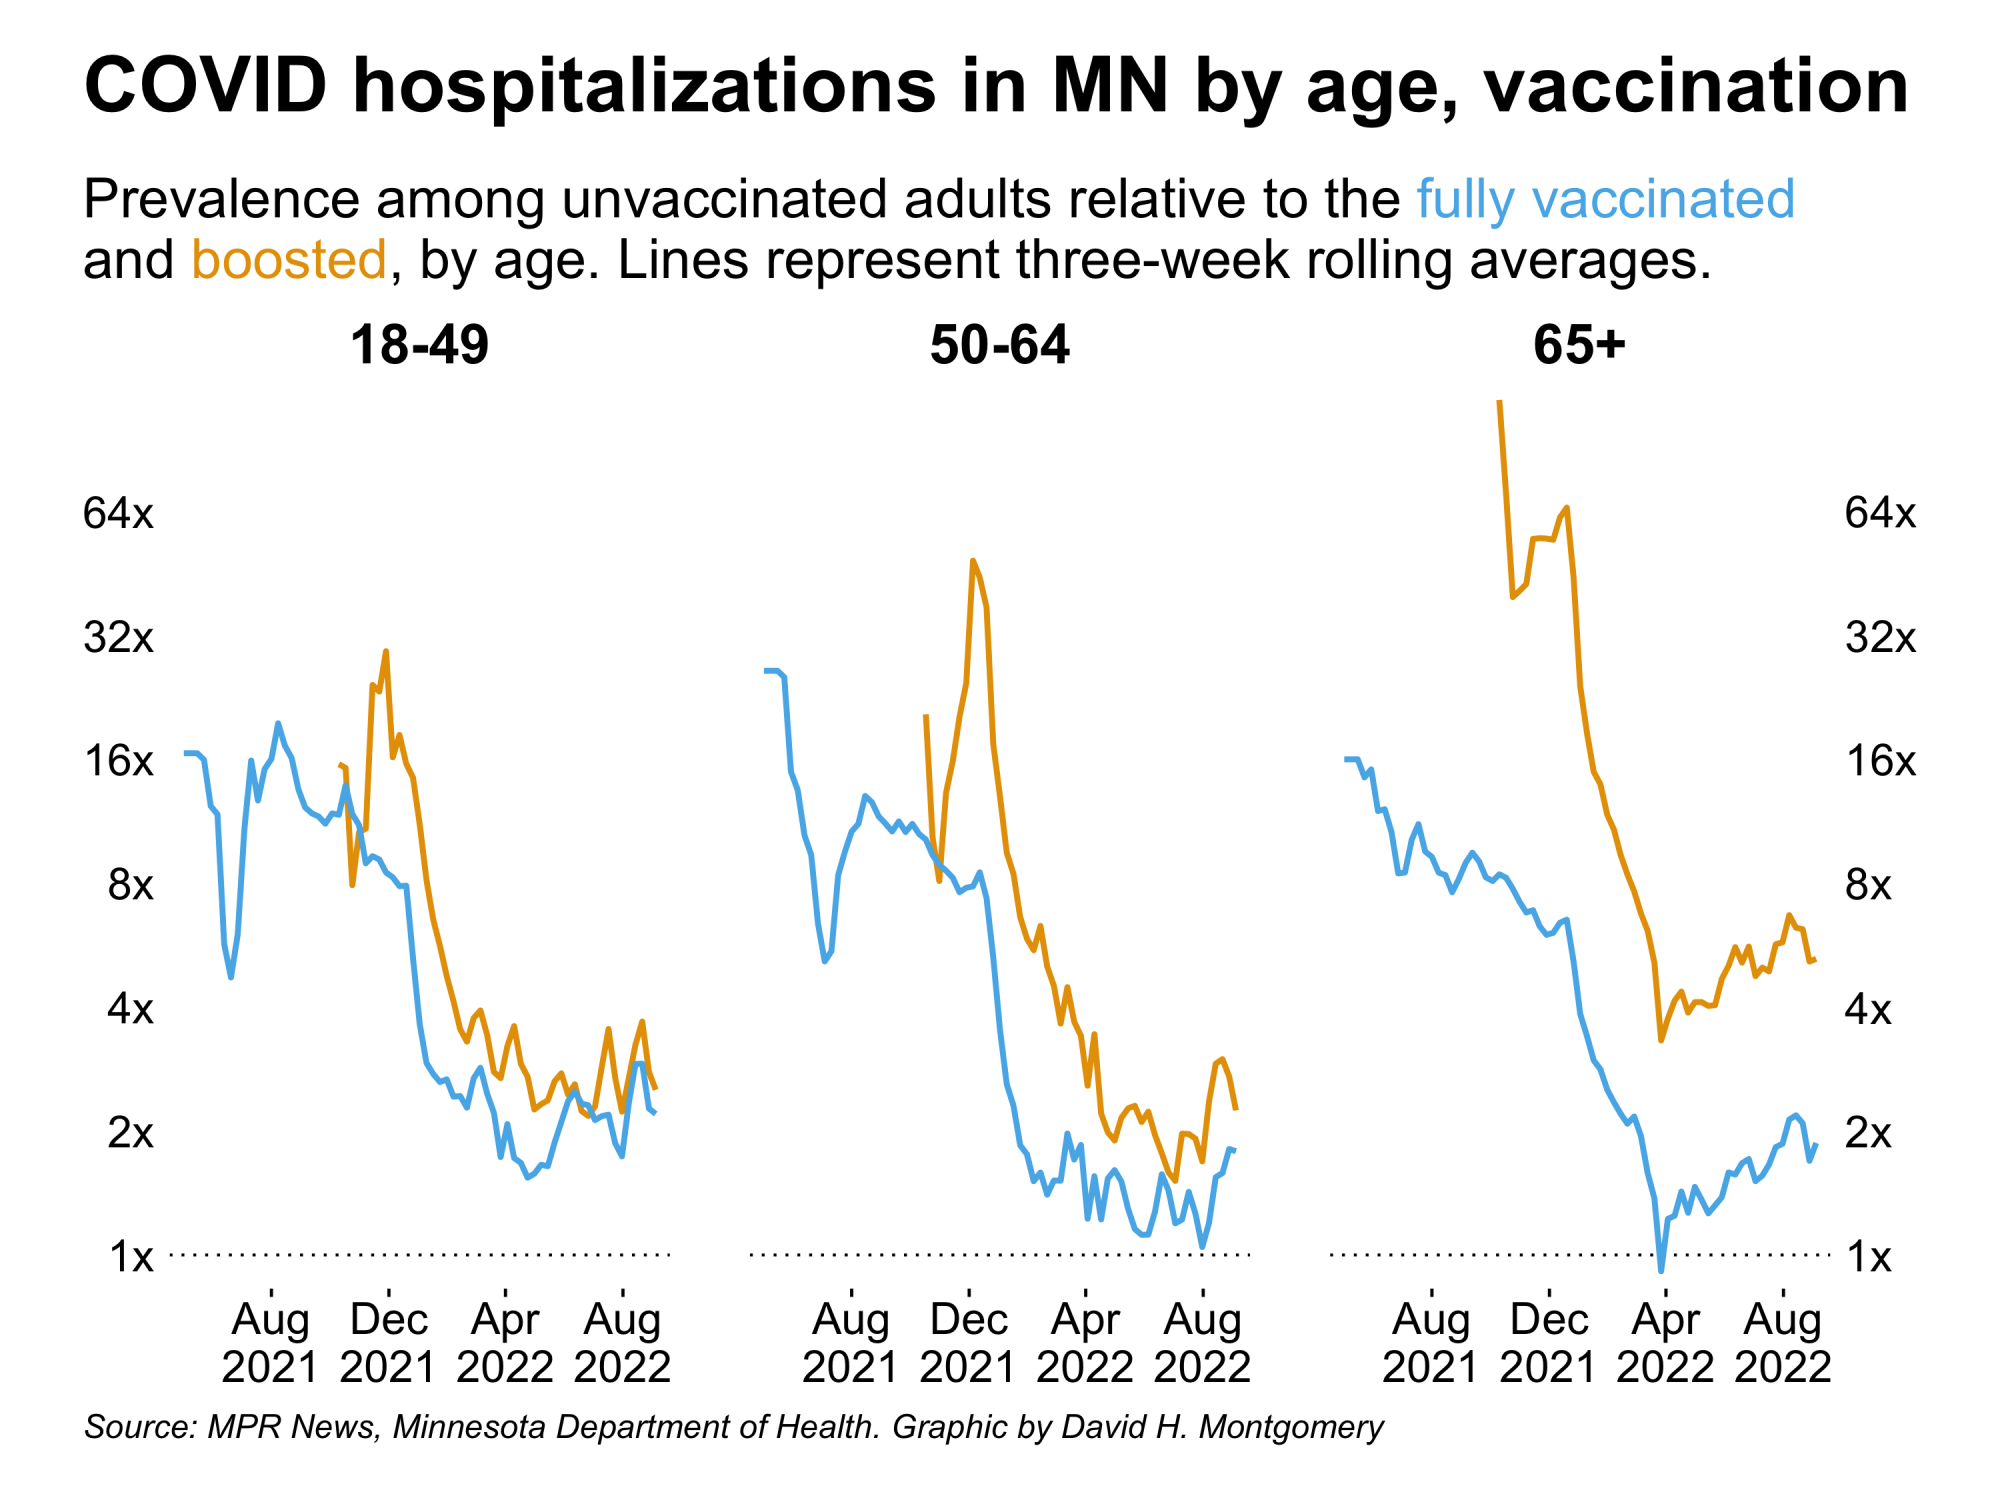 COVID hospitalizations in MN by age, vaccination
Prevalence among unvaccinated adults relative to the fully vaccinated
and boosted, by age. Lines represent three-week rolling averages.
18-49
50-64
65+
64x
32x
16x
8x
4x
2x
1x
64x
32x
16x
8x
4x
2x
1x
Aug Dec Apr Aug
2021 2021 2022 2022
Aug Dec Apr Aug
2021 2021 2022 2022
Aug Dec Apr Aug
2021 2021 2022 2022
Source: MPR News, Minnesota Department of Health. Graphic by David H. Montgomery